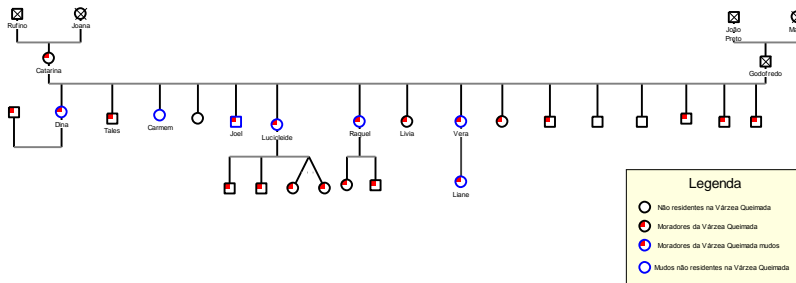 Rufino
Joana
João
Preto
Catarina
Godofredo
Dina
Tales
Carmem
Joel
Lucicleide
Raquel
Livia
Vera
Liane
Legenda
Não residentes na Várzea Queimada
Moradores da Várzea Queimada
Moradores da Várzea Queimada mudos
Mudos não residentes na Várzea Queimada